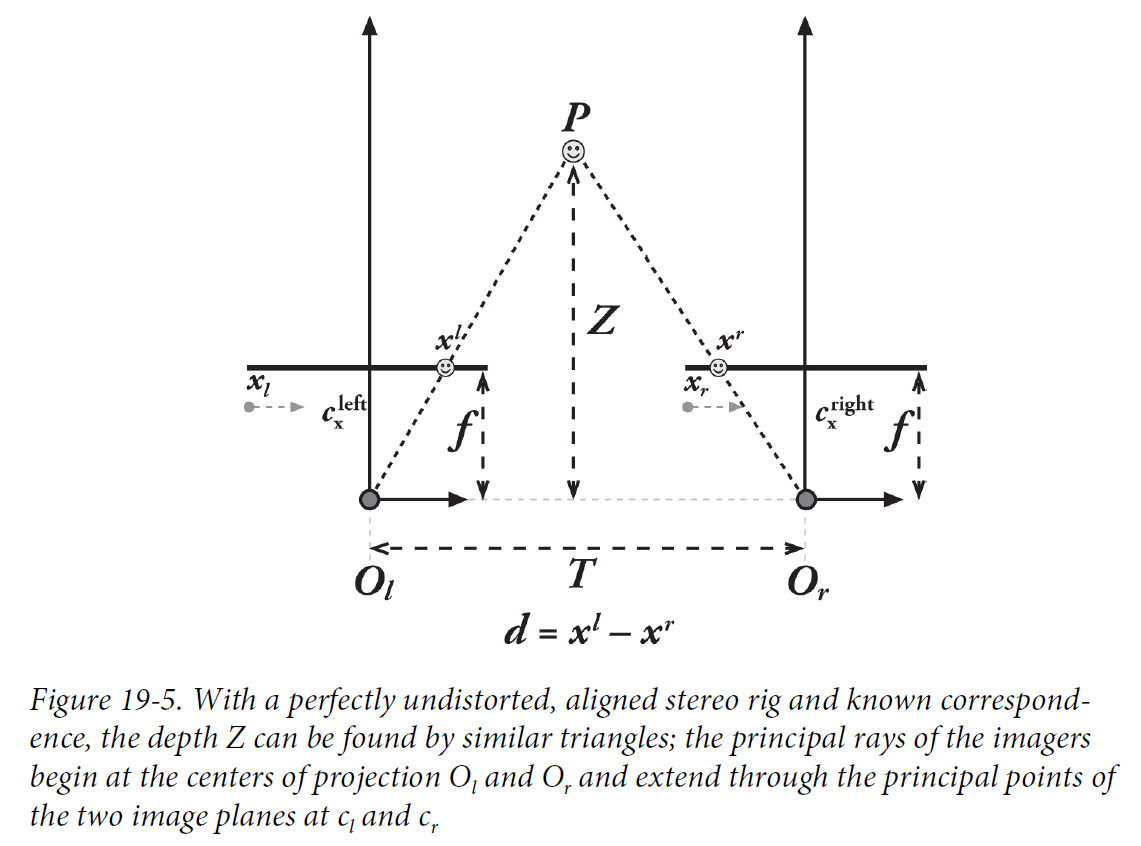 P
Z
x^l
x^r
x_l
x_r
c_x^left
c_x^right
f
f
T
O_l
O_r
d = x^l – x^r
Figure 19-5. With a perfectly undistorted, aligned stereo rig and known correspond-
ence, the depth Z can be found by similar triangles; the principal rays of the imagers
begin at the centers of projection O_l and O_r and extend through the principal points of
the two image planes at c_l and c_r